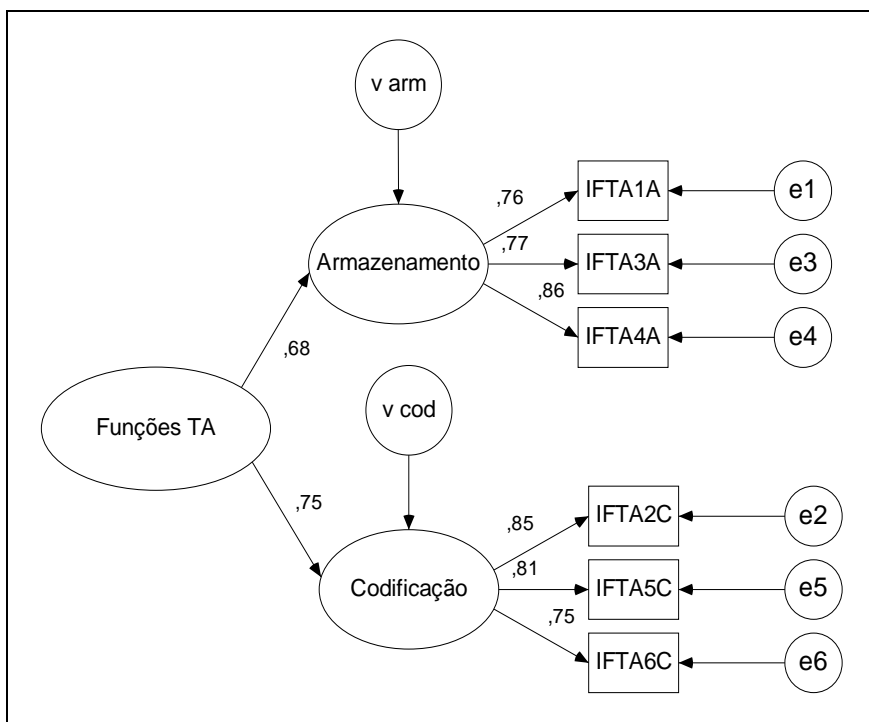 v arm
IFTA1A
e1
,76
Armazenamento
,77
IFTA3A
e3
,86
IFTA4A
e4
,68
v cod
Funções TA
,75
IFTA2C
e2
,85
,81
Codificação
IFTA5C
e5
,75
IFTA6C
e6